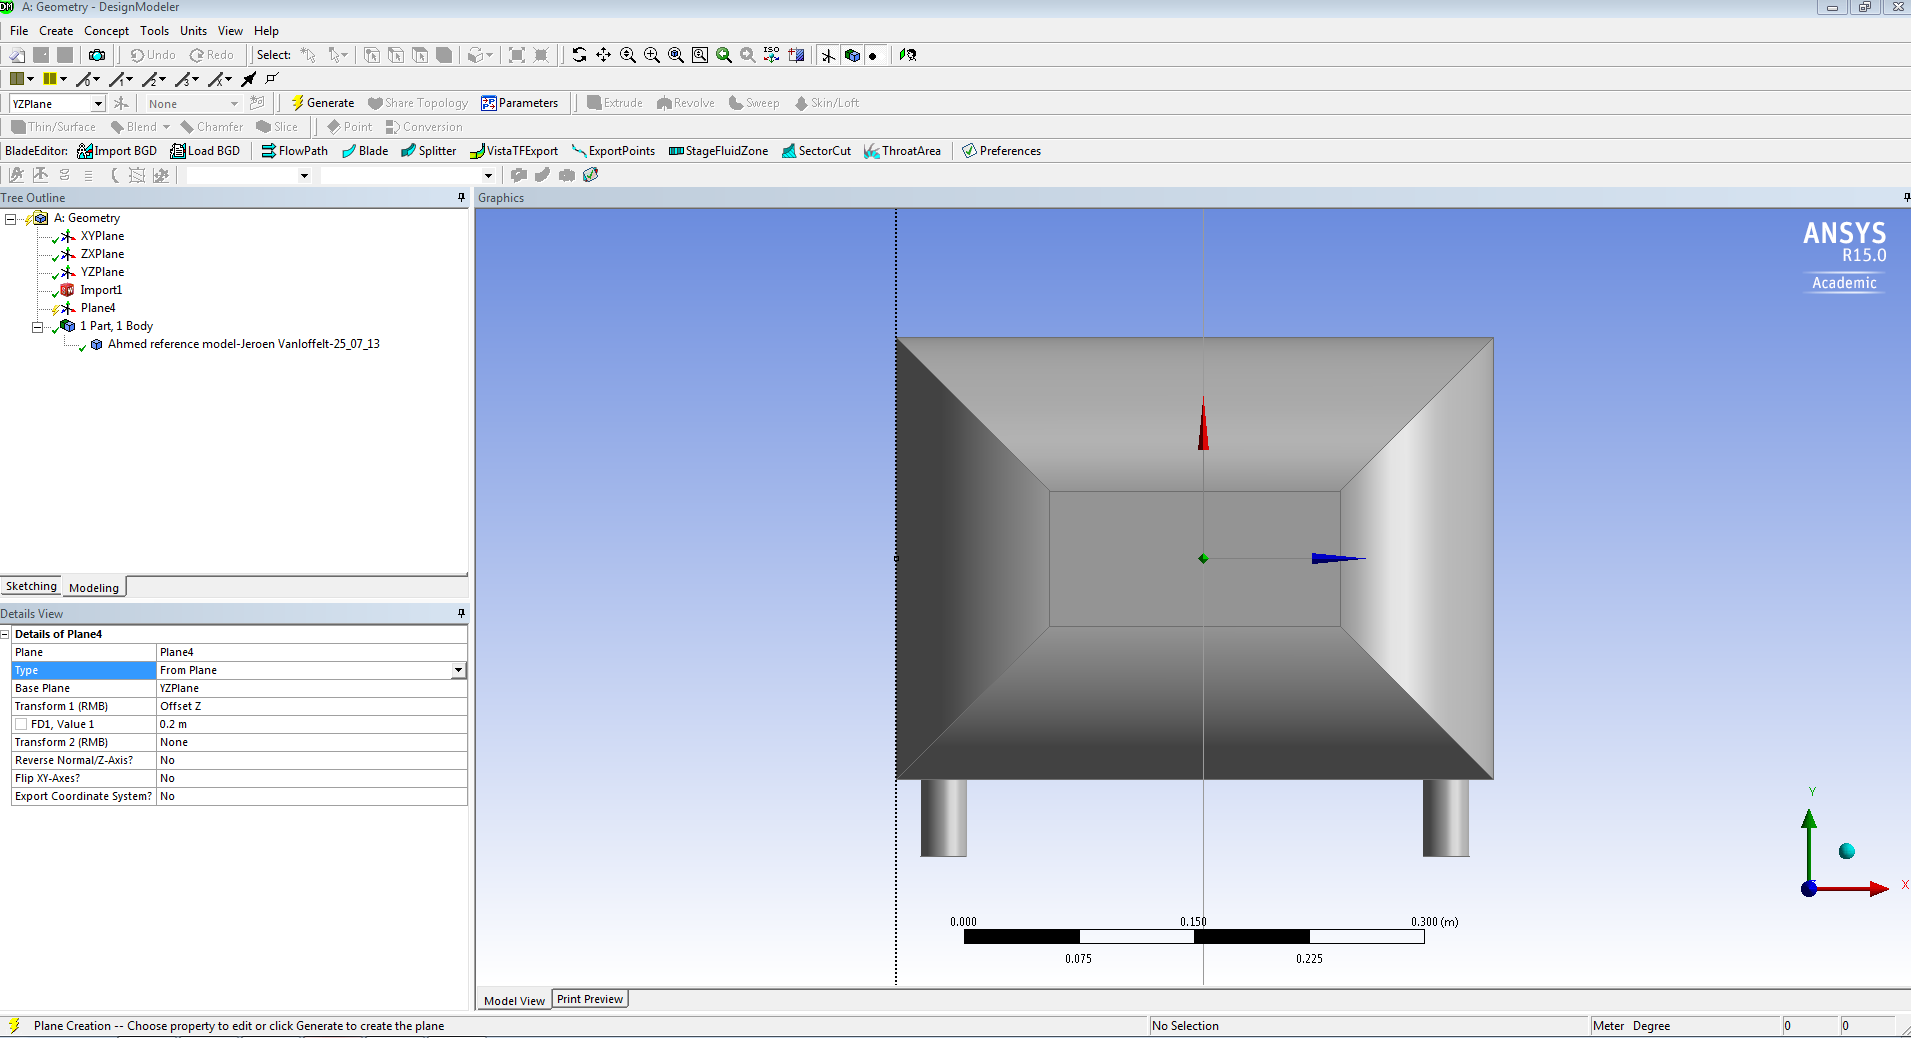 A: Geometry - DesignModeler
File Create Concept Tools Units View Help
Undo Redo Select: ISO
YZPlane None Generate Share Topology Parameters Extrude Revolve Sweep Skin/Loft
Thin/Surface Blend Chamfer Slice Point Conversion
BladeEditor: Import BGD Load BGD FlowPath Blade Splitter VistaTFExport ExportPoints StageFluidZone SectorCut ThroatArea Preferences
Tree Outline
A: Geometry
XYPlane
ZXPlane
YZPlane
Import1
Plane4
1 Part, 1 Body
Ahmed reference model-Jeroen Vanloffelt-25_07_13
Sketching Modeling
Details View
Details of Plane4
Plane Plane4
Type From Plane
Base Plane YZPlane
Transform 1 (RMB) Offset Z
FD1, Value 1 0.2 m
Transform 2 (RMB) None
Reverse Normal/Z-Axis? No
Flip XY-Axes? No
Export Coordinate System? No
Graphics
ANSYS
R15.0
Academic
Y
X
0.000 0.150 0.300 (m)
0.075 0.225
Model View Print Preview
Plane Creation -- Choose property to edit or click Generate to create the plane No Selection Meter Degree 0 0